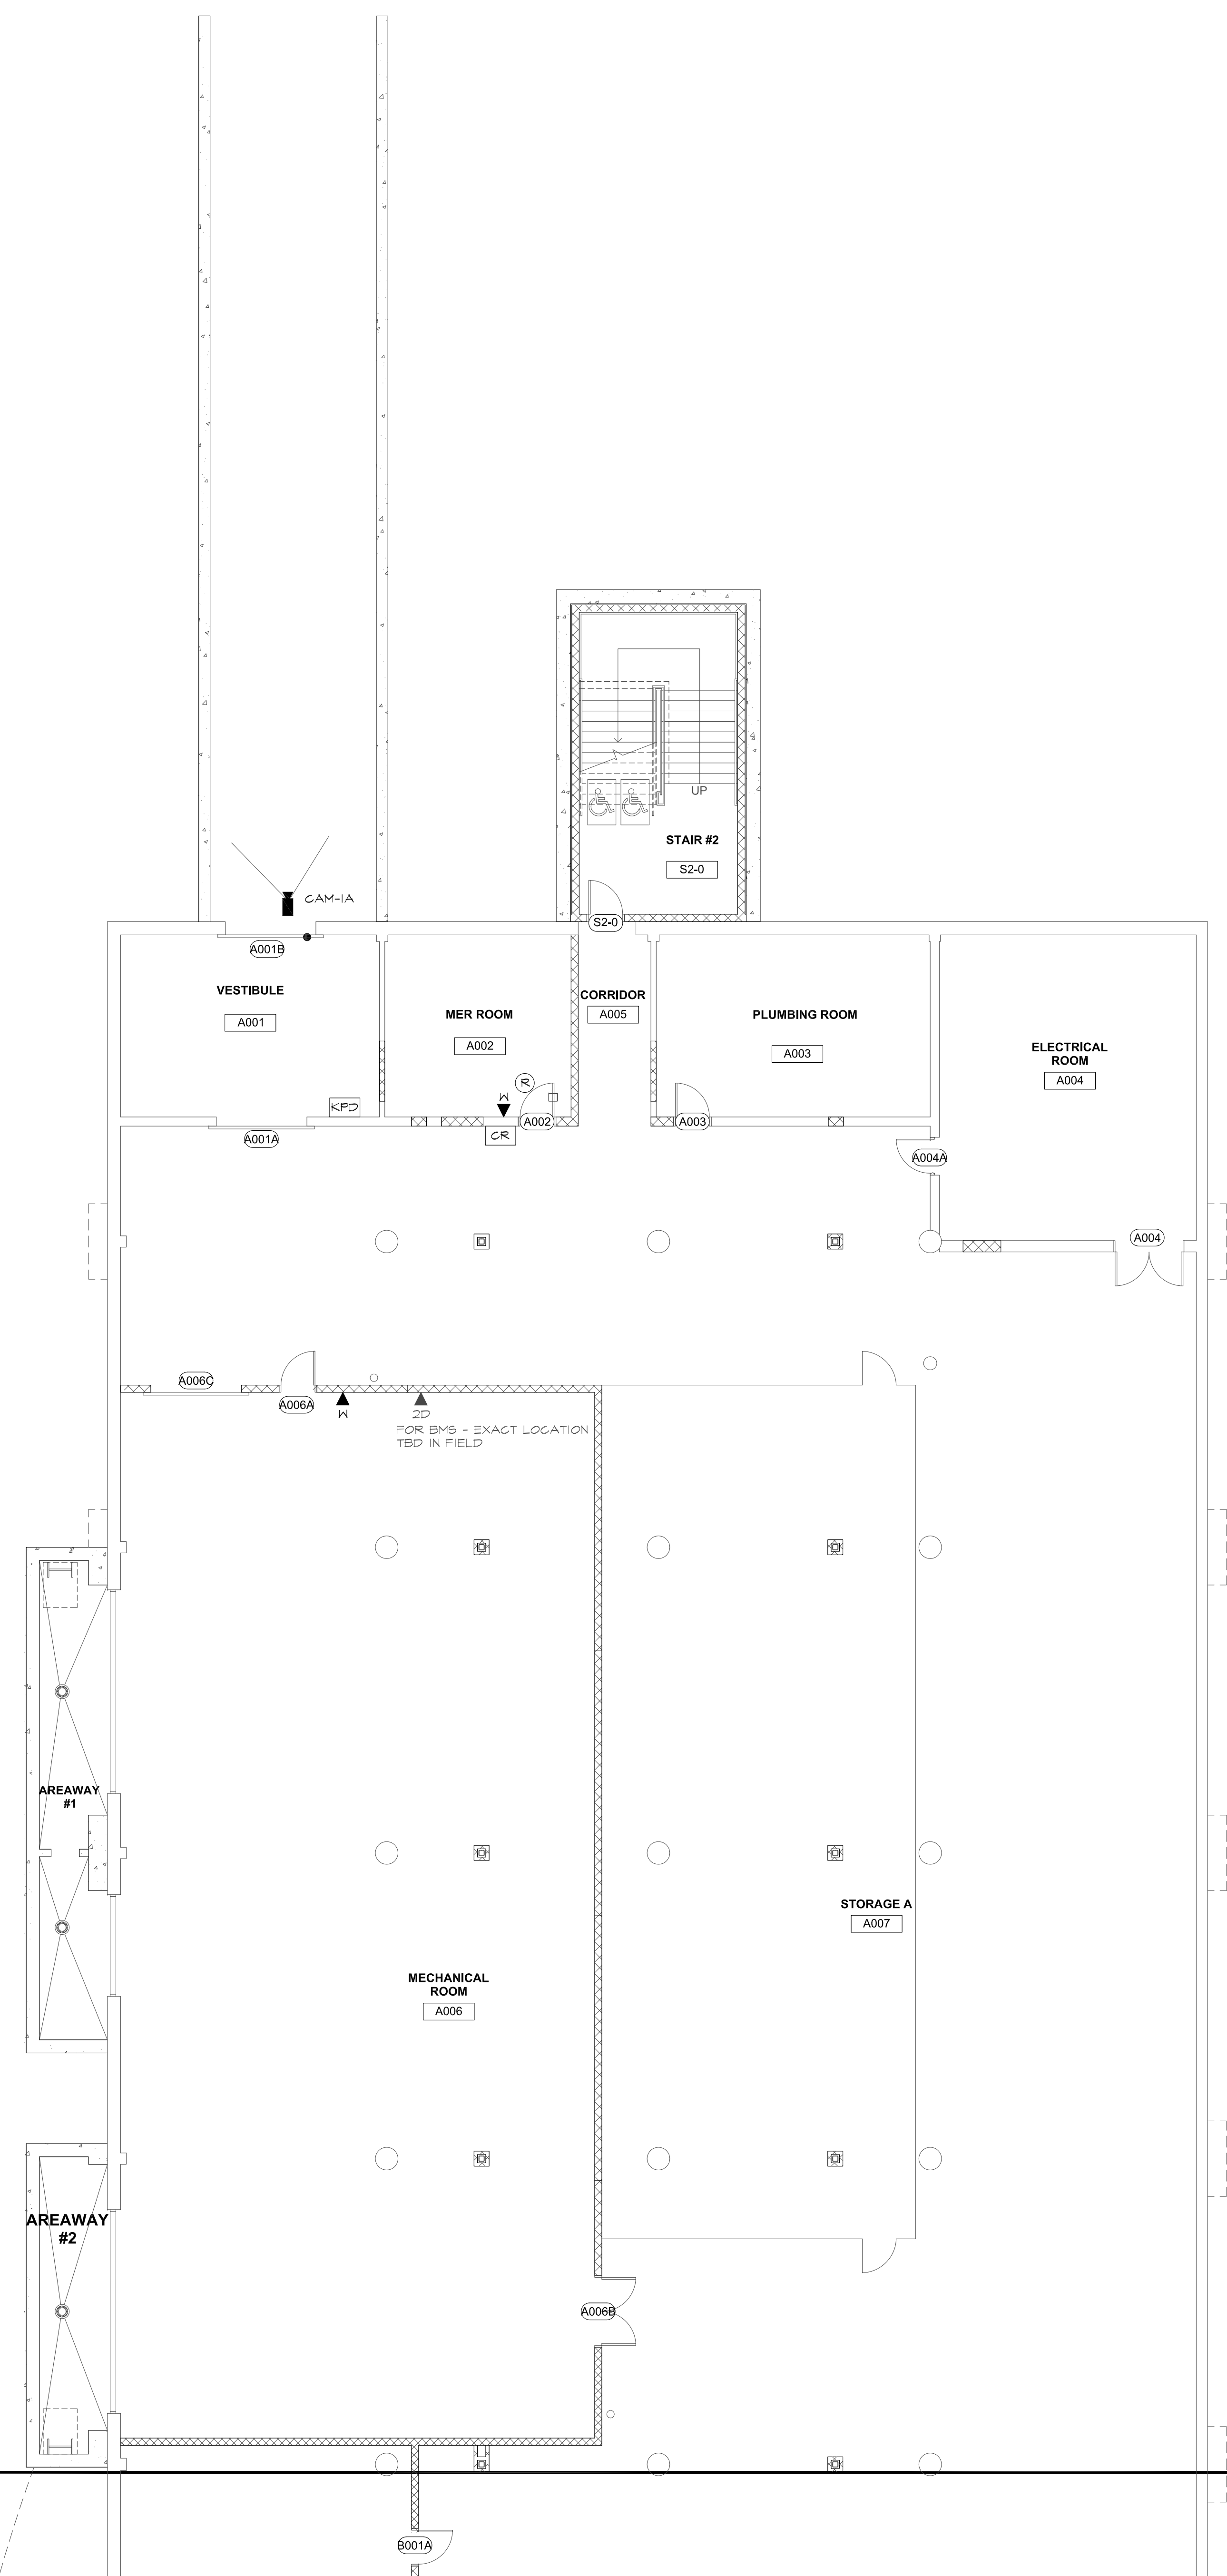 UP
STAIR #2
S2-0
CAM-1A
S2-0
A001B
VESTIBULE
A001
MER ROOM
A002
CORRIDOR
A005
PLUMBING ROOM
A003
ELECTRICAL
ROOM
A004
R
W
KPD
CR
A002
A003
A001A
A004A
A004
A006C
A006A
W
2D
FOR BMS - EXACT LOCATION
TBD IN FIELD
AREAWAY
#1
STORAGE A
A007
MECHANICAL
ROOM
A006
AREAWAY
#2
A006B
B001A